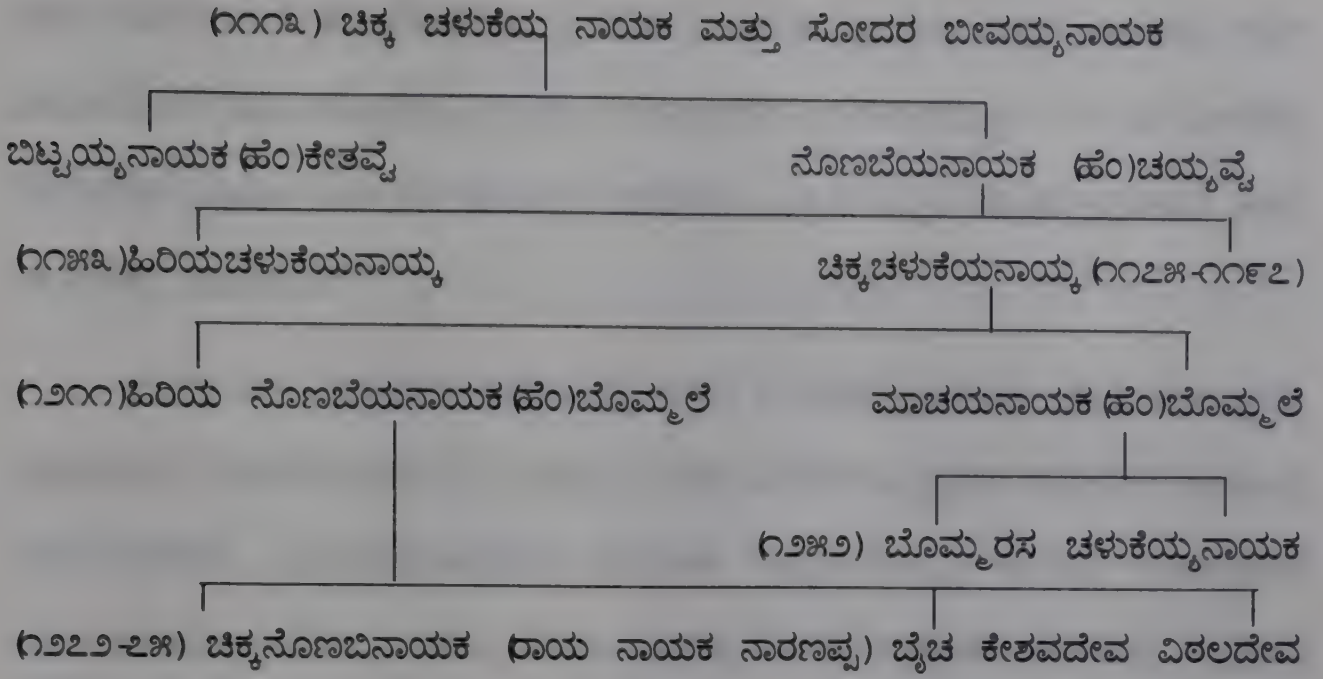 (೧೧೧೩) ಚಿಕ್ಕ ಚಳುಕೆಯ ನಾಯಕ ಮತ್ತು ಸೋದರ ಬೀವಯ್ಯನಾಯಕ
ಬಿಟ್ಟಯ್ಯನಾಯಕ (ಹೆಂ)ಕೇತವ್ವೆ ನೊಣಬೆಯನಾಯಕ (ಹೆಂ)ಚಯ್ಯವ್ವೆ
(೧೧೫೩)ಹಿರಿಯಚಳುಕೆಯನಾಯ್ಕ ಚಿಕ್ಕಚಳುಕೆಯನಾಯ್ಕ (೧೧೭೫-೧೧೯೭)
(೧೨೧೧)ಹಿರಿಯ ನೊಣಬೆಯನಾಯಕ (ಹೆಂ)ಬೊಮ್ಮಲೆ ಮಾಚಯನಾಯಕ (ಹೆಂ)ಬೊಮ್ಮಲೆ
(೧೨೫೨) ಬೊಮ್ಮರಸ ಚಳುಕೆಯ್ಯನಾಯಕ
(೧೨೭೨-೭೫) ಚಿಕ್ಕನೊಣಬಿನಾಯಕ (ರಾಯ ನಾಯಕ ನಾರಣಪ್ಪ) ಬೈಚ ಕೇಶವದೇವ ವಿಠಲದೇವ